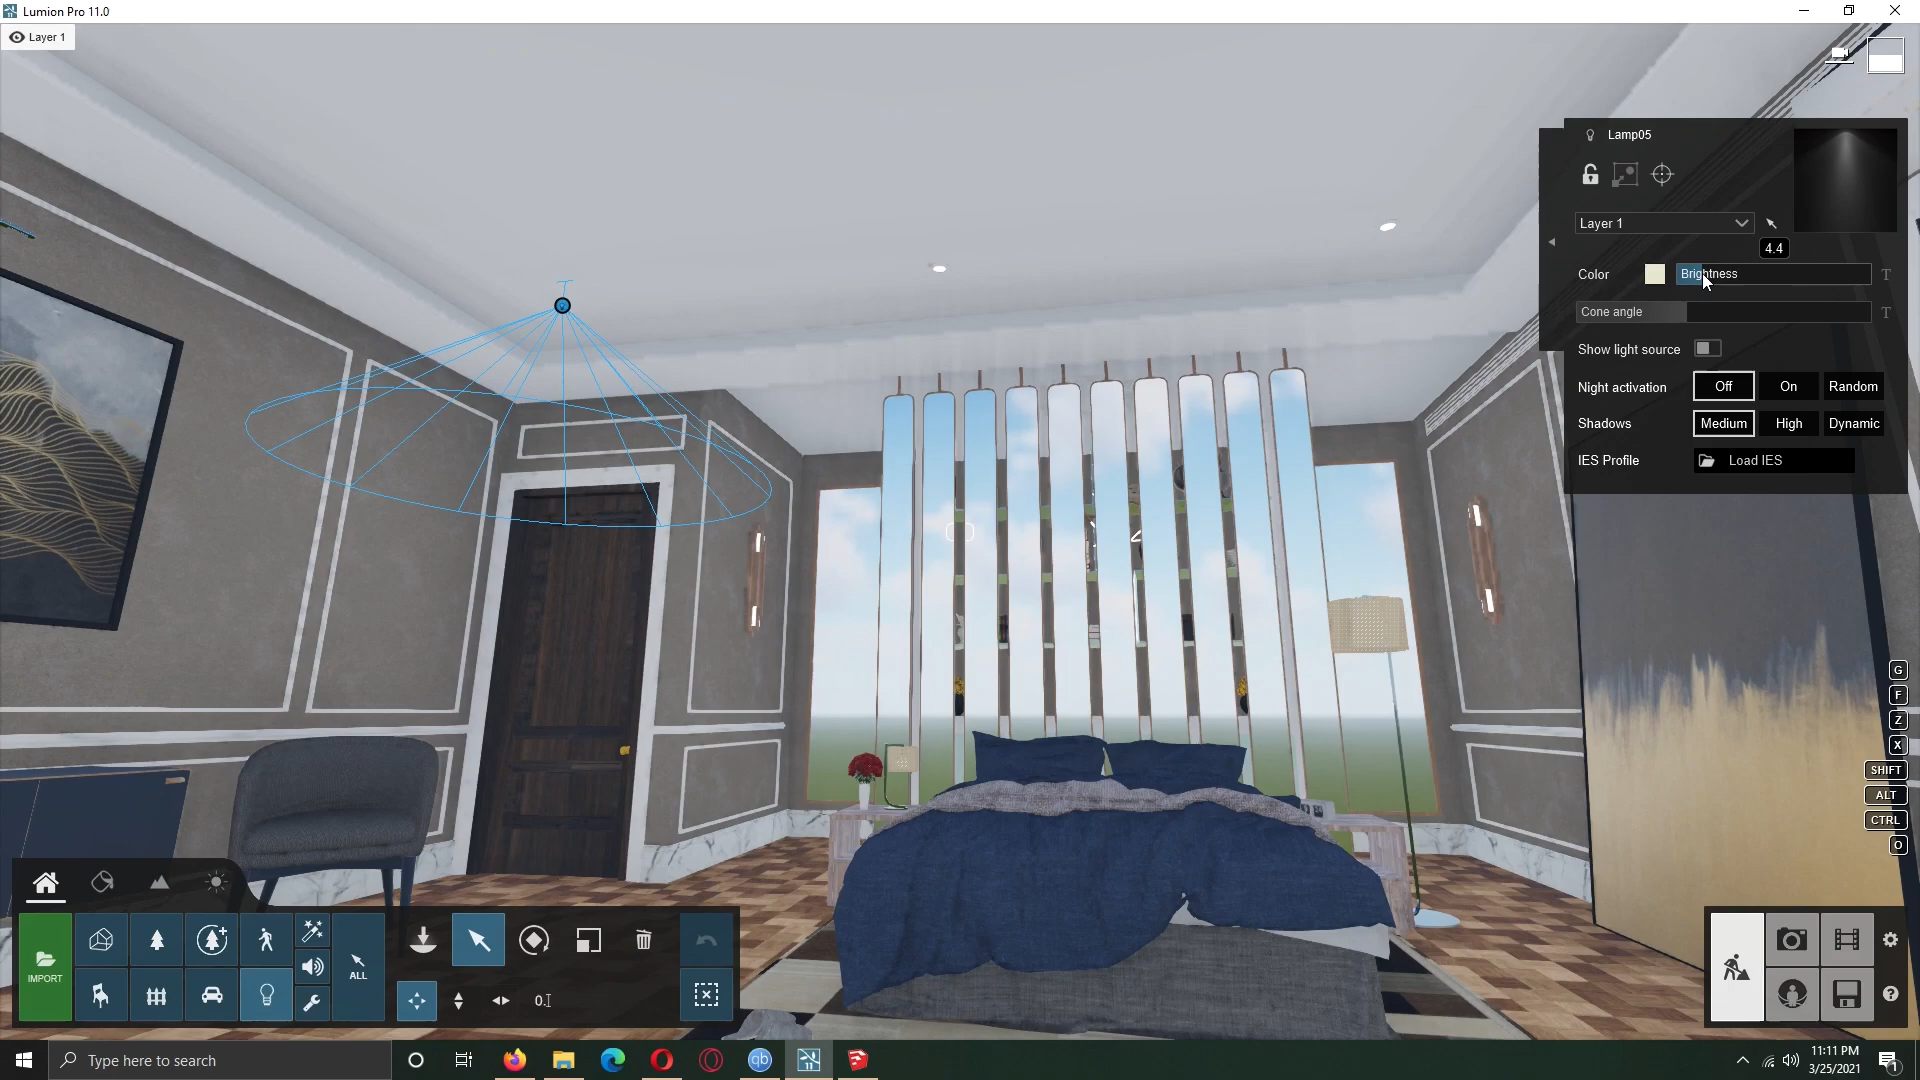 Lumion Pro 11.0
Layer 1
Lamp05
Layer 1
4.4
Color
Brightness
T
Cone angle
T
Show light source
Night activation
Off
On
Random
Shadows
Medium
High
Dynamic
IES Profile
Load IES
G
F
Z
X
SHIFT
ALT
CTRL
O
IMPORT
ALL
0.
Type here to search
qb
11
11:11 PM
3/25/2021
1